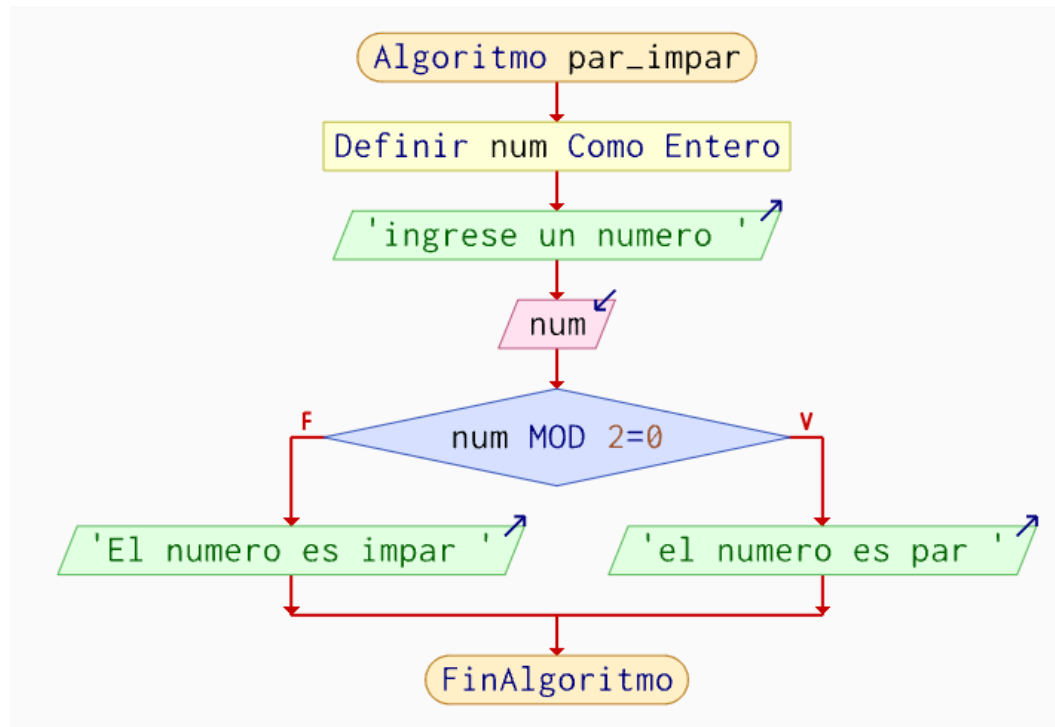 Algoritmo par_impar
Definir num Como Entero
'ingrese un numero '
num
F
V
num MOD 2=0
'El numero es impar '
'el numero es par '
FinAlgoritmo